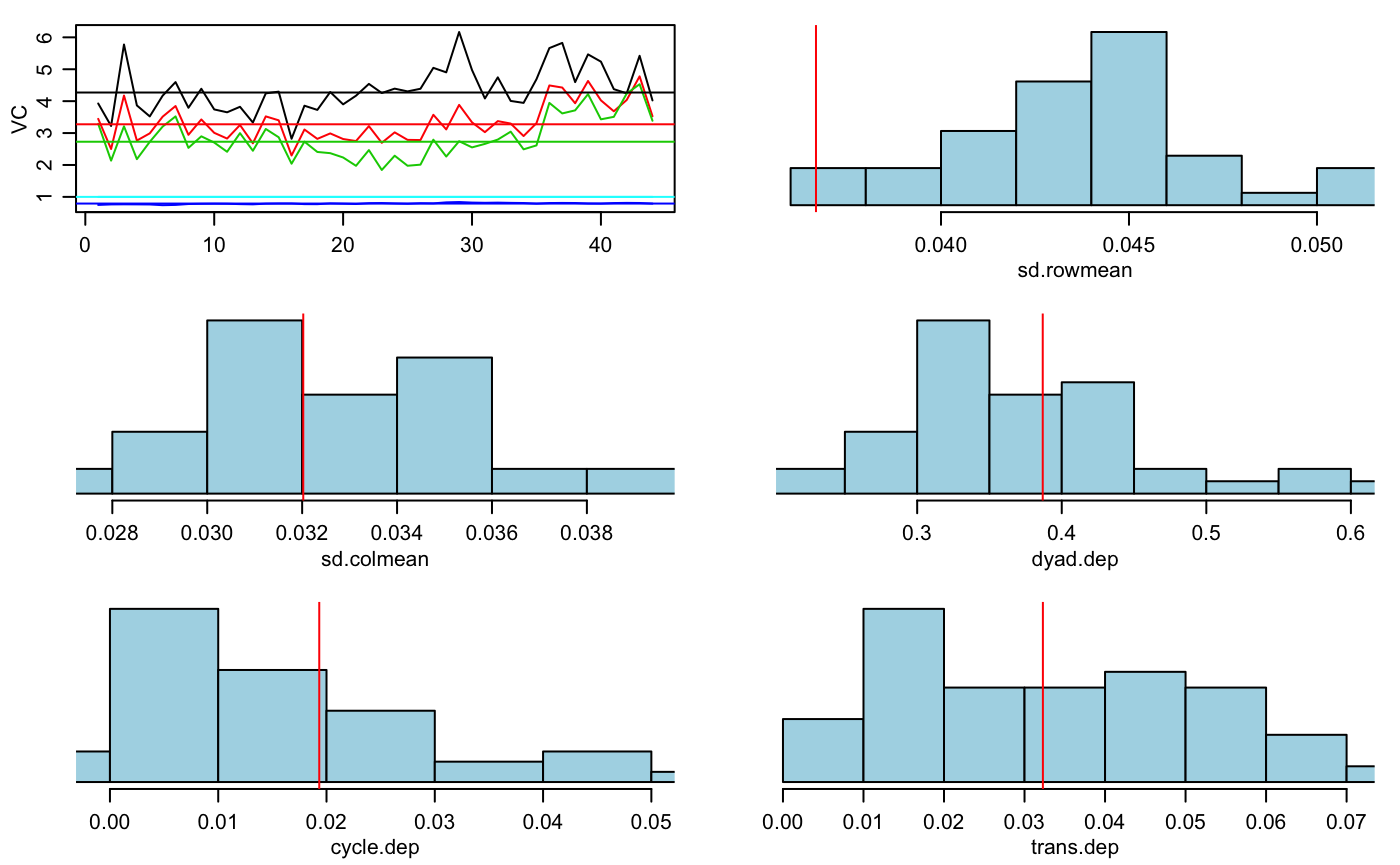 VC
6
5
4
3
2
1
0 10 20 30 40
0.040 0.045 0.050
sd.rowmean
0.028 0.030 0.032 0.034 0.036 0.038
sd.colmean
0.3 0.4 0.5 0.6
dyad.dep
0.00 0.01 0.02 0.03 0.04 0.05
cycle.dep
0.00 0.01 0.02 0.03 0.04 0.05 0.06 0.07
trans.dep